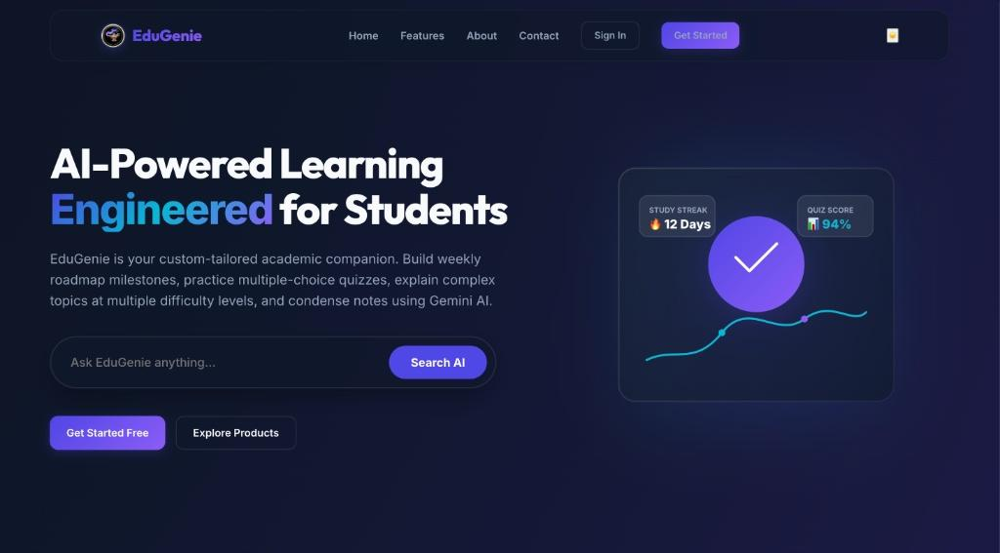 EduGenie
Home
Features
About
Contact
Sign In
Get Started
AI-Powered Learning
Engineered for Students
EduGenie is your custom-tailored academic companion. Build weekly
roadmap milestones, practice multiple-choice quizzes, explain complex
topics at multiple difficulty levels, and condense notes using Gemini AI.
Ask EduGenie anything...
Search AI
Get Started Free
Explore Products
STUDY STREAK
🔥 12 Days
QUIZ SCORE
📊 94%